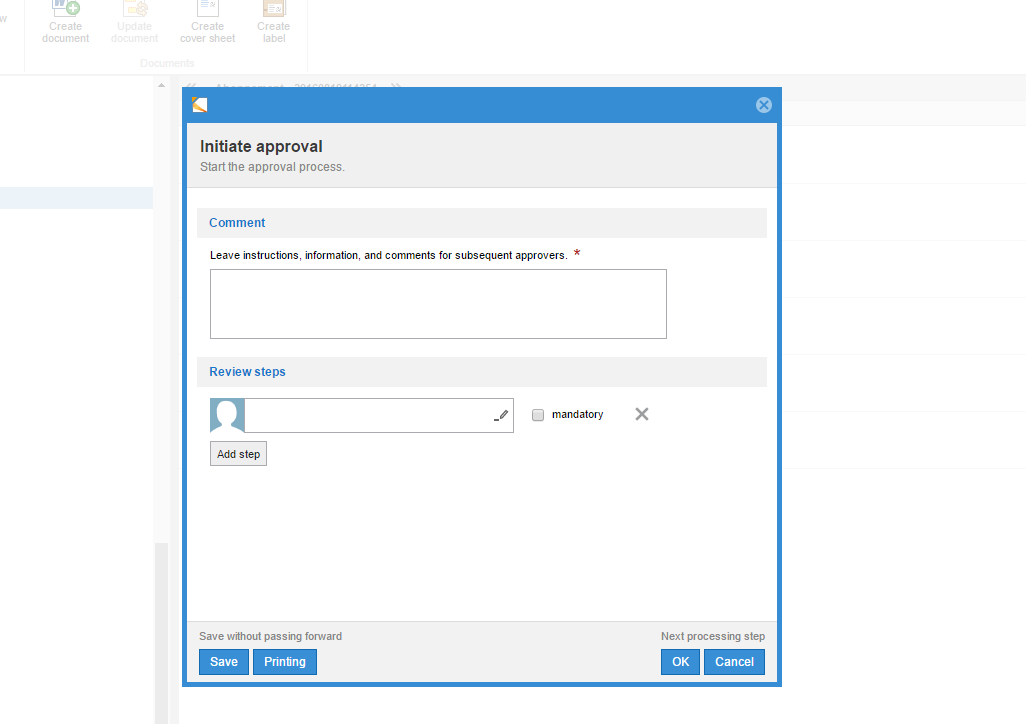 Create
document
Update
document
Create
cover sheet
Create
label
Documents
Initiate approval
Start the approval process.
Comment
Leave instructions, information, and comments for subsequent approvers. *
Review steps
mandatory
Add step
Save without passing forward
Next processing step
Save
Printing
OK
Cancel